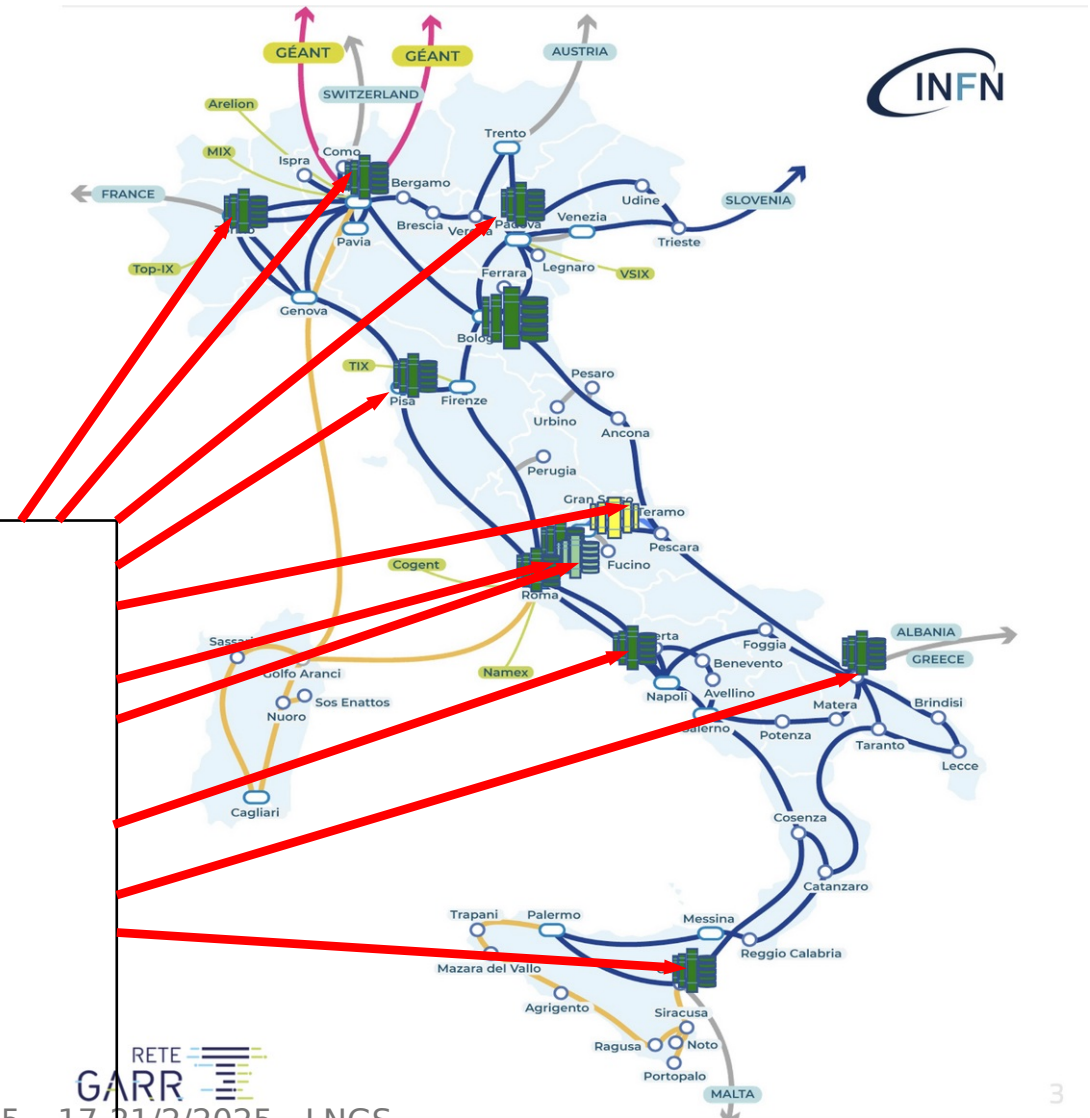 GÉANT
GÉANT
AUSTRIA
SWITZERLAND
INFN
Arelion
MIX
Como
Ispra
Trento
Bergamo
FRANCE
Udine
SLOVENIA
Brescia
Padova
Venezia
Pavia
Trieste
Top-IX
Legnaro
VSIX
Ferrara
Genova
TIX
Pesaro
Pisa
Firenze
Urbino
Ancona
Perugia
Teramo
Pescara
Cogent
Fucino
Roma
Foggia
ALBANIA
GREECE
Golfo Aranci
Namex
Benevento
Sos Enattos
Nuoro
Napoli
Avellino
Matera
Brindisi
Potenza
Taranto
Lecce
Cagliari
Cosenza
Catanzaro
Trapani
Palermo
Messina
Reggio Calabria
Mazara del Vallo
Agrigento
Siracusa
Ragusa
Noto
Portopalo
RETE
GARR
MALTA
3